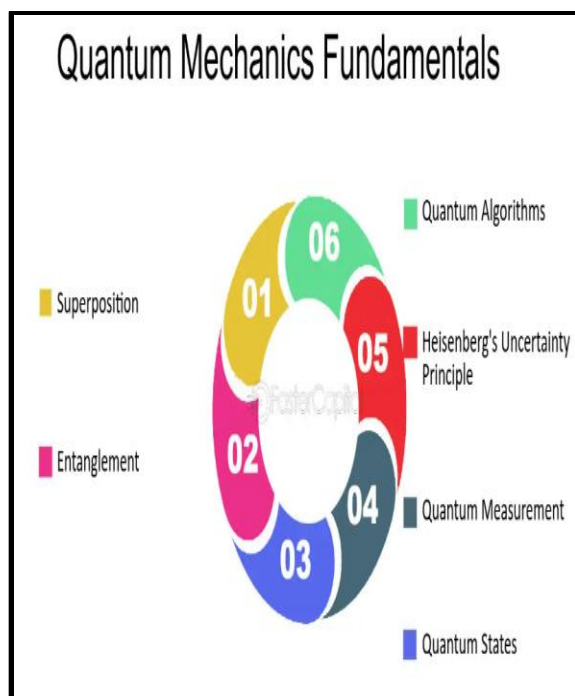 Quantum Mechanics Fundamentals
06
Quantum Algorithms
01
Superposition
05
Heisenberg's Uncertainty
Principle
FasterCapital
02
Entanglement
04
Quantum Measurement
03
Quantum States